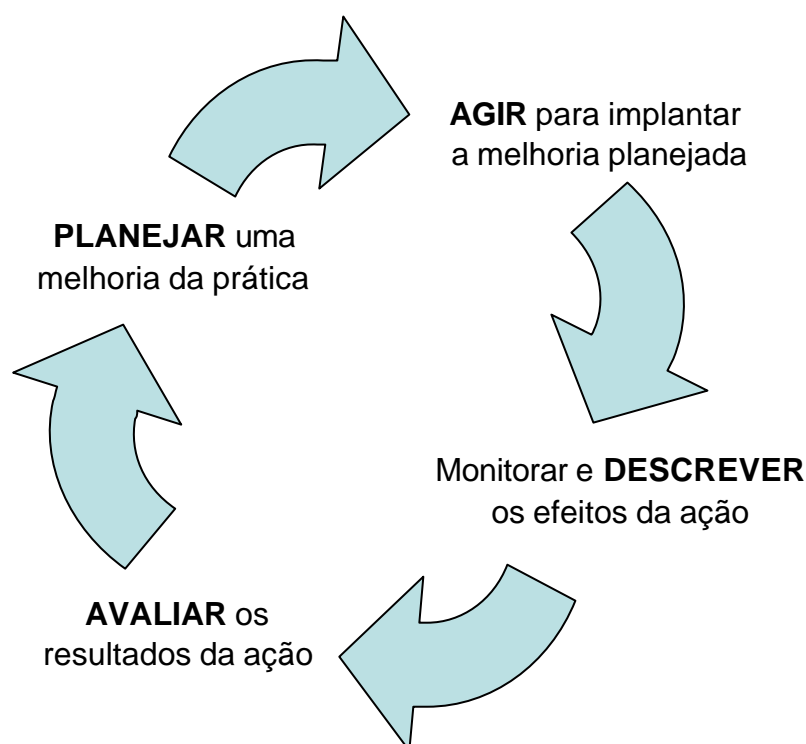 AGIR para implantar
a melhoria planejada
PLANEJAR uma
melhoria da prática
Monitorar e DESCREVER
os efeitos da ação
AVALIAR os
resultados da ação